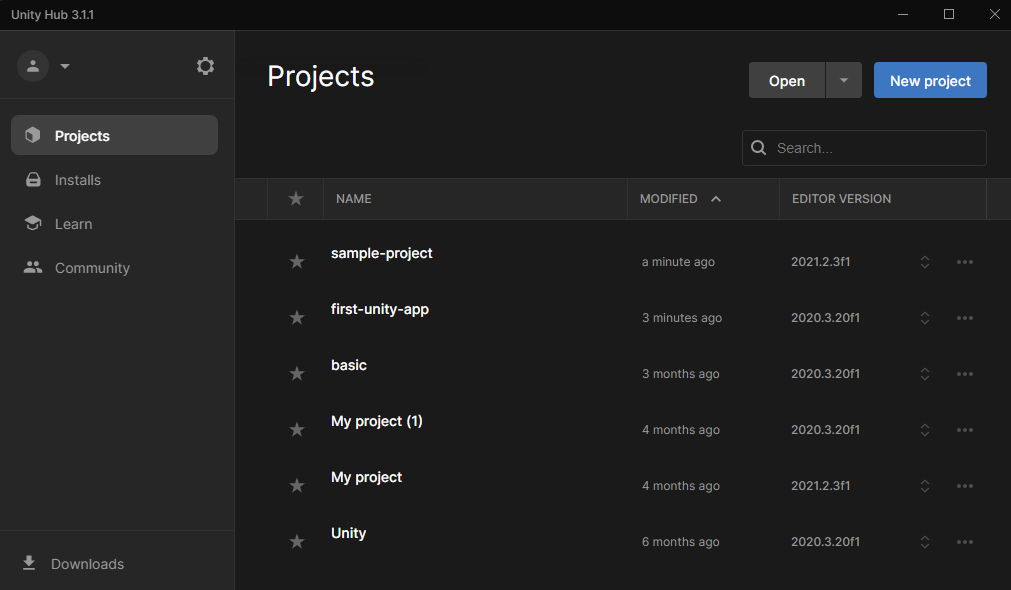 Unity Hub 3.1.1
Projects
Installs
Learn
Community
Downloads
Projects
Open
New project
Search...
NAME MODIFIED EDITOR VERSION
sample-project a minute ago 2021.2.3f1
first-unity-app 3 minutes ago 2020.3.20f1
basic 3 months ago 2020.3.20f1
My project (1) 4 months ago 2020.3.20f1
My project 4 months ago 2021.2.3f1
Unity 6 months ago 2020.3.20f1